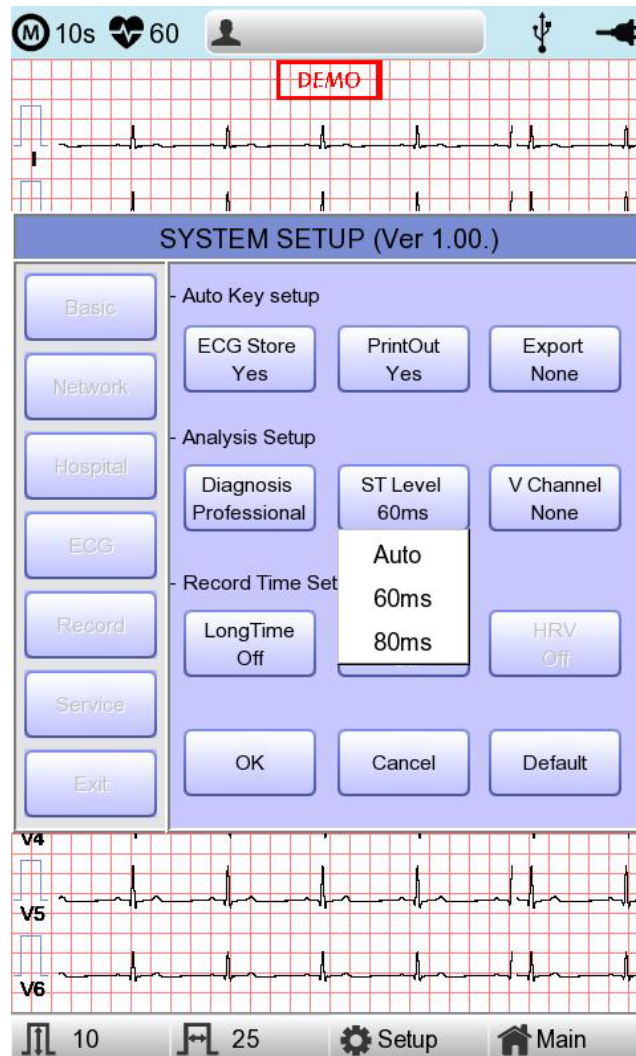 M 10s 60
DEMO
I
SYSTEM SETUP (Ver 1.00.)
Basic
Network
Hospital
ECG
Record
Service
Exit
- Auto Key setup
ECG Store
Yes
PrintOut
Yes
Export
None
- Analysis Setup
Diagnosis
Professional
ST Level
60ms
V Channel
None
Auto
60ms
80ms
- Record Time Set
LongTime
Off
HRV
Off
OK
Cancel
Default
V4
V5
V6
10
25
Setup
Main